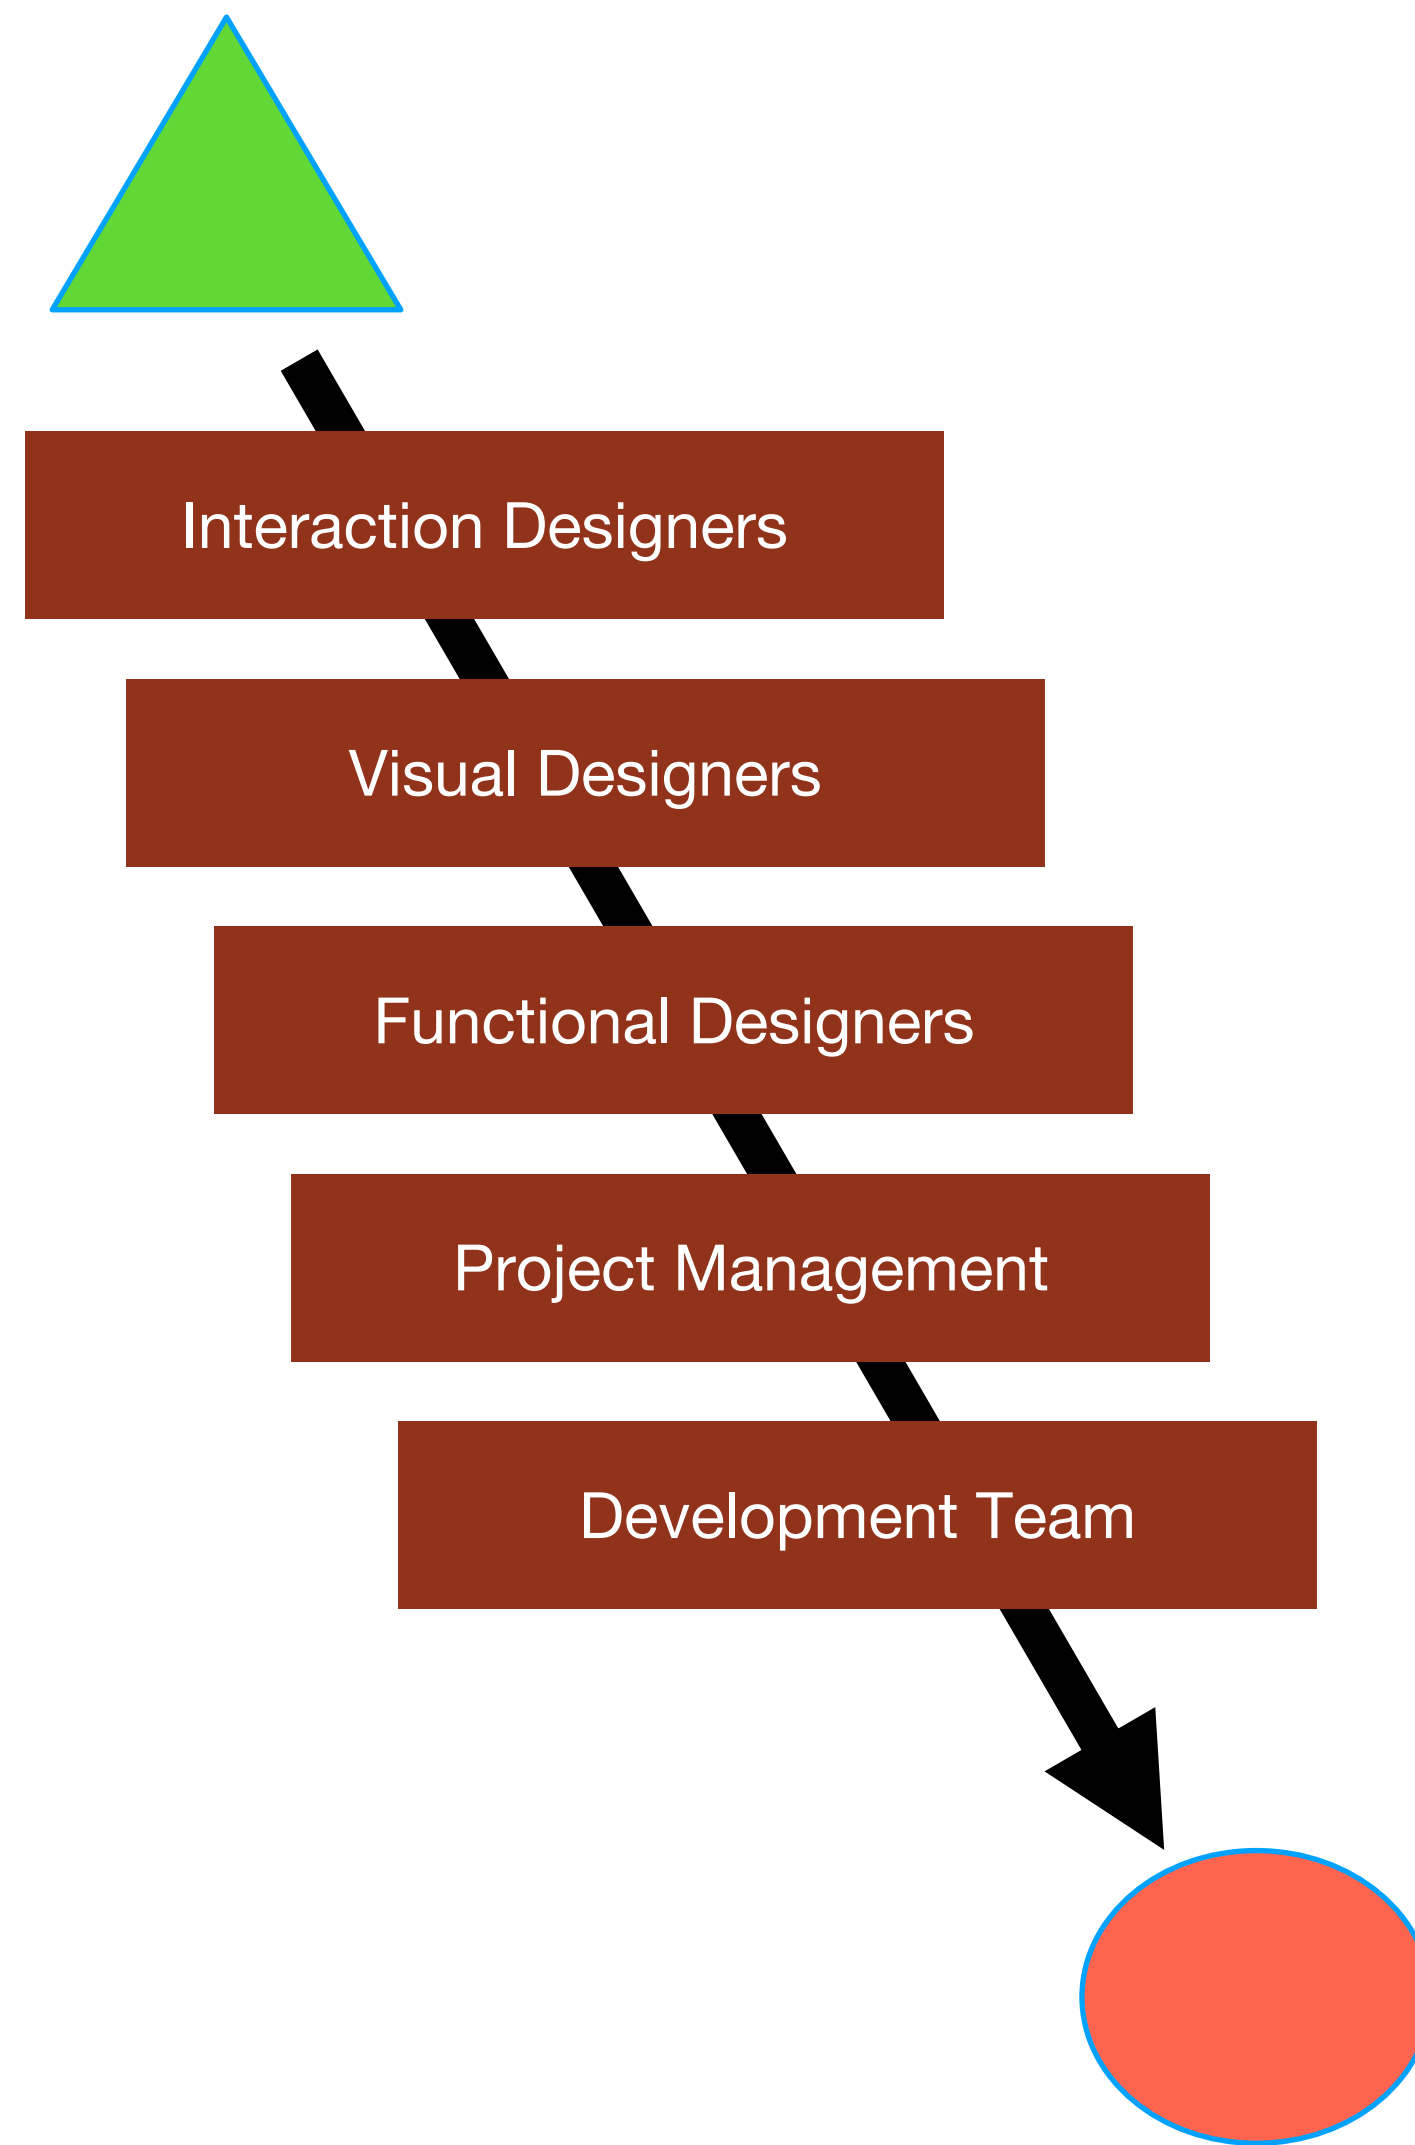 Interaction Designers
Visual Designers
Functional Designers
Project Management
Development Team